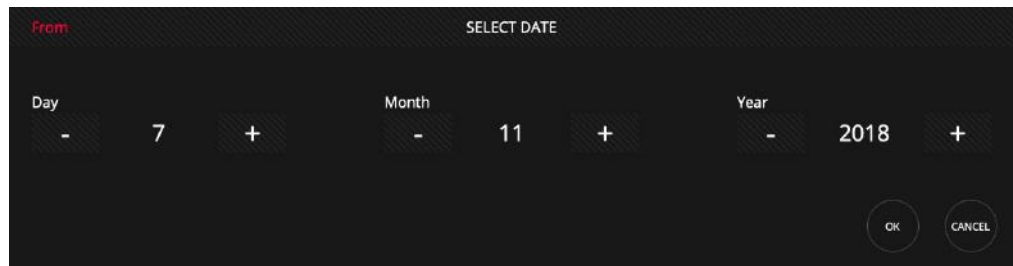 From SELECT DATE
Day Month Year
- 7 + - 11 + - 2018 +
OK CANCEL